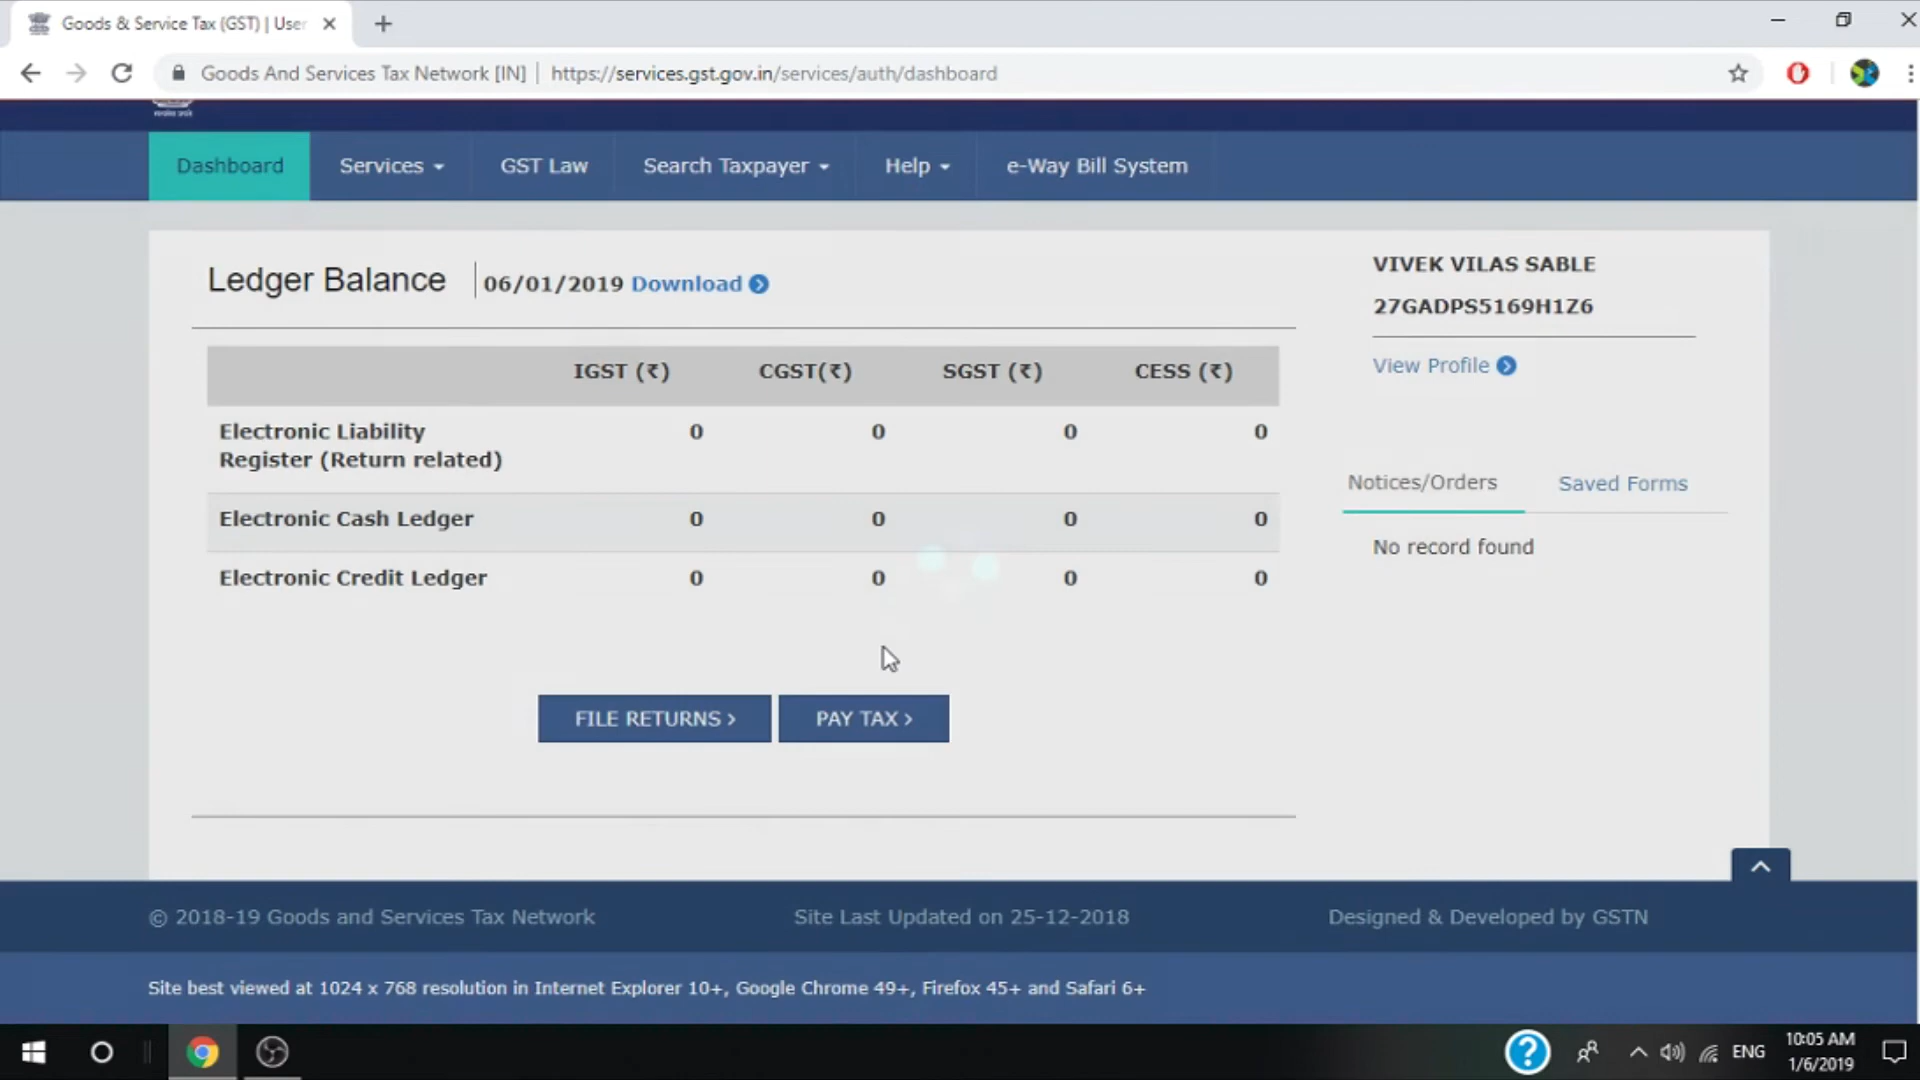 Goods & Service Tax (GST) | User
Goods And Services Tax Network [IN] | https://services.gst.gov.in/services/auth/dashboard
Dashboard Services GST Law Search Taxpayer Help e-Way Bill System
Ledger Balance 06/01/2019 Download
VIVEK VILAS SABLE
27GADPS5169H1Z6
View Profile
IGST (₹) CGST(₹) SGST (₹) CESS (₹)
Electronic Liability
Register (Return related) 0 0 0 0
Electronic Cash Ledger 0 0 0 0
Electronic Credit Ledger 0 0 0 0
Notices/Orders Saved Forms
No record found
FILE RETURNS > PAY TAX >
© 2018-19 Goods and Services Tax Network Site Last Updated on 25-12-2018 Designed & Developed by GSTN
Site best viewed at 1024 x 768 resolution in Internet Explorer 10+, Google Chrome 49+, Firefox 45+ and Safari 6+
ENG
10:05 AM
1/6/2019